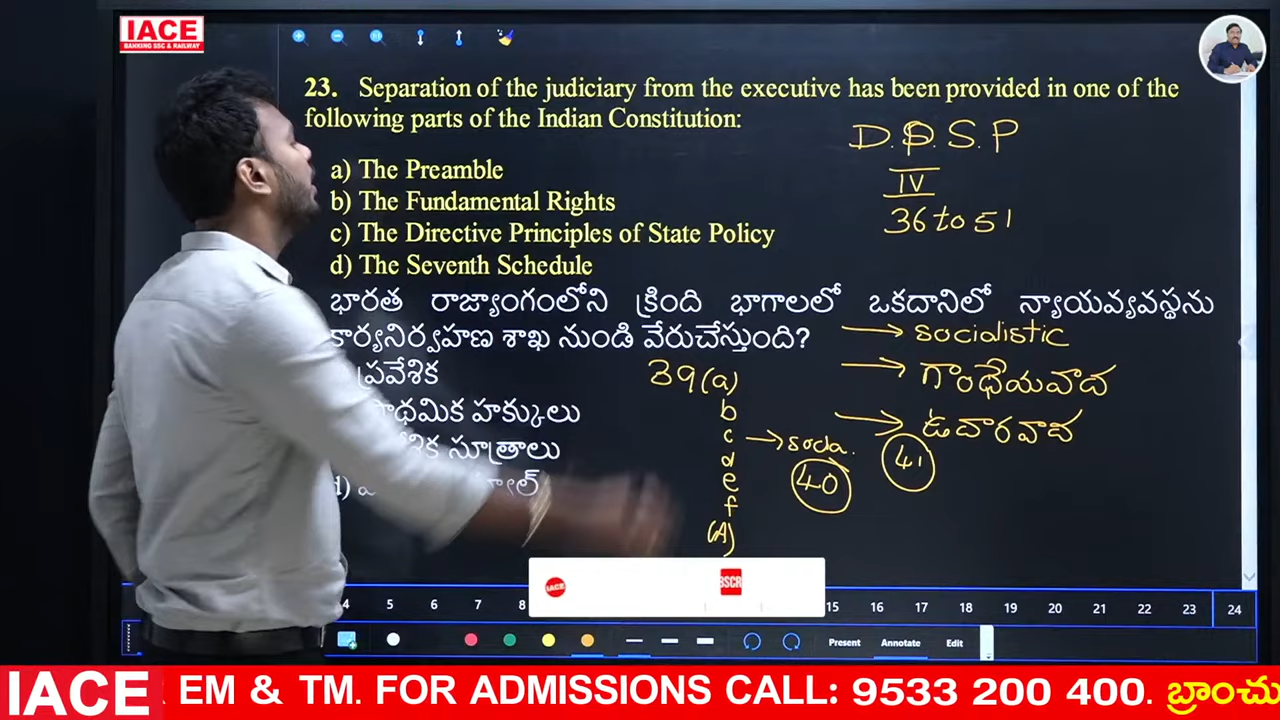 IACE
BANKING SSC & RAILWAY
23. Separation of the judiciary from the executive has been provided in one of the
following parts of the Indian Constitution:
a) The Preamble
b) The Fundamental Rights
c) The Directive Principles of State Policy
d) The Seventh Schedule
D.P.S.P
IV
36 to 51
భారత రాజ్యాంగంలోని క్రింది భాగాలలో ఒకదానిలో న్యాయవ్యవస్థను
కార్యనిర్వహణ శాఖ నుండి వేరుచేస్తుంది?
→ socialistic
ప్రవేశిక
39(a)
→ గాంధేయవాద
హక్కులు
b
→ ఉదారవాద
సూత్రాలు
c → socia.
41
d
d)
e
40
f
(A)
IACE
BSCR
4 5 6 7 8 15 16 17 18 19 20 21 22 23 24
Present Annotate Edit
IACE EM & TM. FOR ADMISSIONS CALL: 9533 200 400. బ్రాంచు